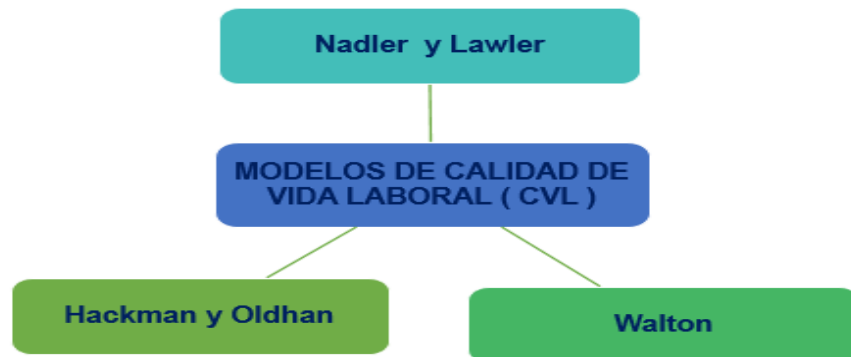 Nadler y Lawler
MODELOS DE CALIDAD DE
VIDA LABORAL ( CVL )
Hackman y Oldhan
Walton